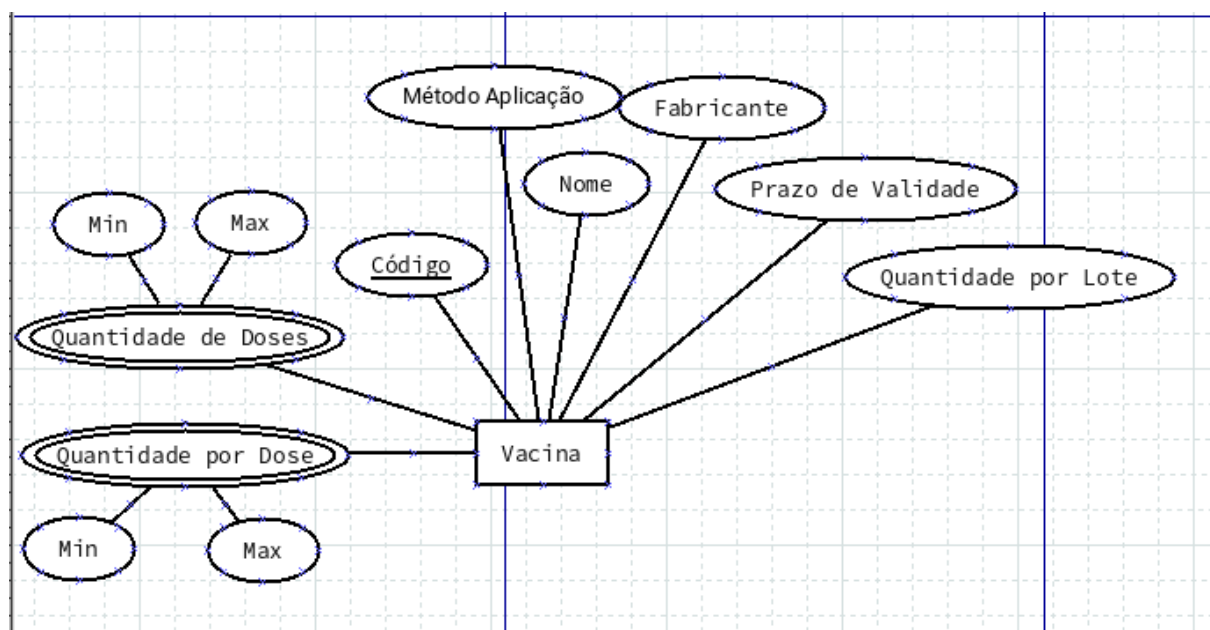 Método Aplicação
Fabricante
Nome
Prazo de Validade
Min
Max
Código
Quantidade por Lote
Quantidade de Doses
Quantidade por Dose
Vacina
Min
Max